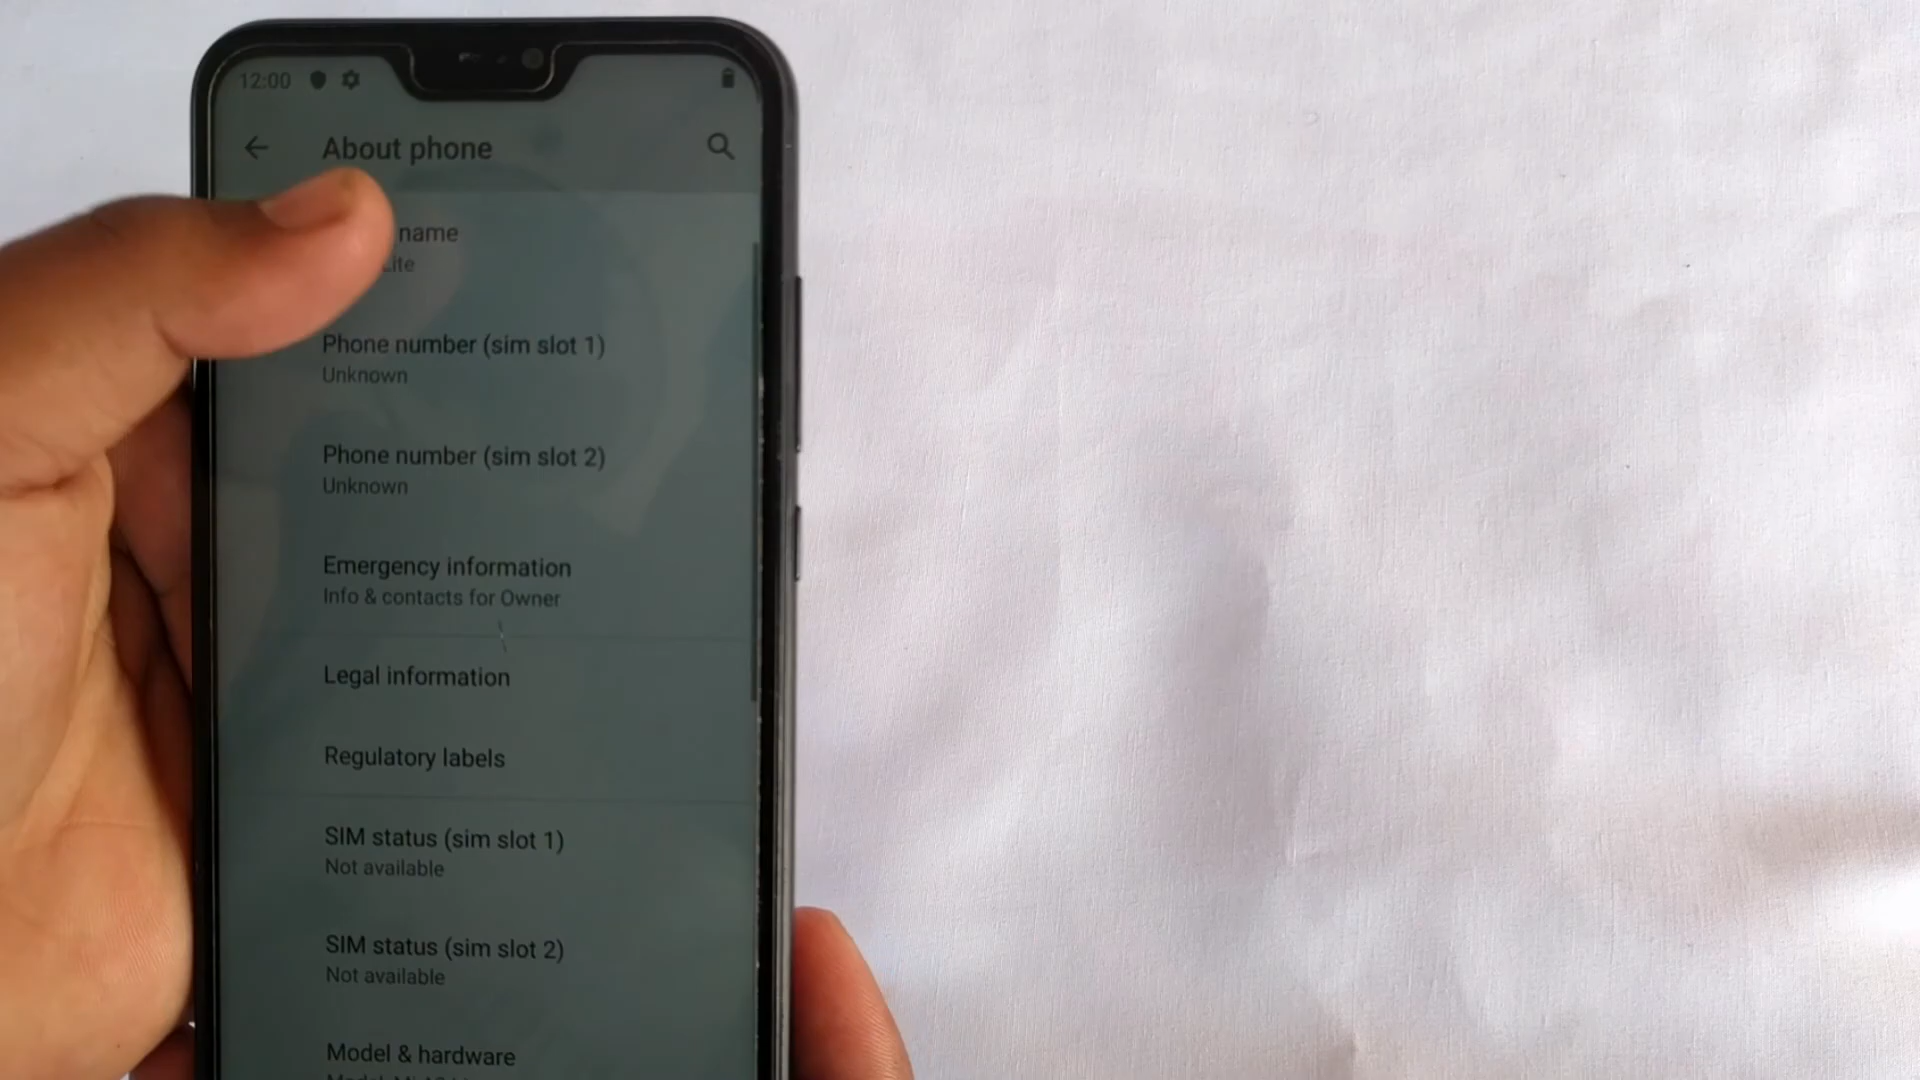 12:00
About phone
name
Lite
Phone number (sim slot 1)
Unknown
Phone number (sim slot 2)
Unknown
Emergency information
Info & contacts for Owner
Legal information
Regulatory labels
SIM status (sim slot 1)
Not available
SIM status (sim slot 2)
Not available
Model & hardware